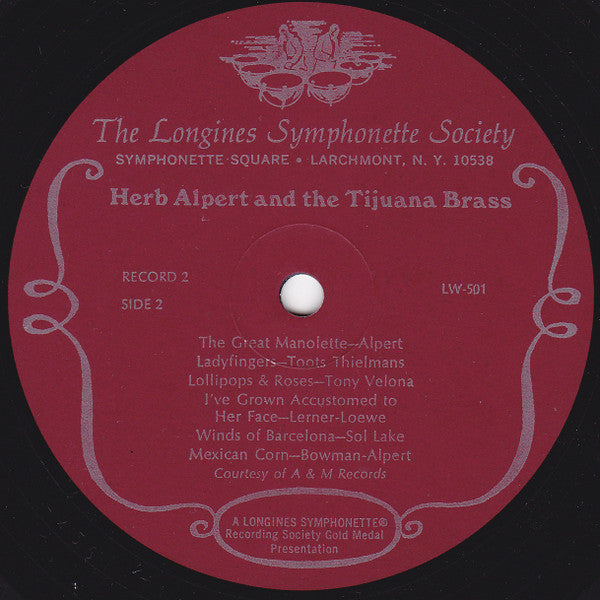 The Longines Symphonette Society
SYMPHONETTE SQUARE • LARCHMONT, N. Y. 10538
Herb Alpert and the Tijuana Brass
RECORD 2
SIDE 2
LW-501
The Great Manolette—Alpert
Ladyfingers—Toots Thielmans
Lollipops & Roses—Tony Velona
I've Grown Accustomed to
Her Face—Lerner-Loewe
Winds of Barcelona—Sol Lake
Mexican Corn—Bowman-Alpert
Courtesy of A & M Records
A LONGINES SYMPHONETTE®
Recording Society Gold Medal
Presentation